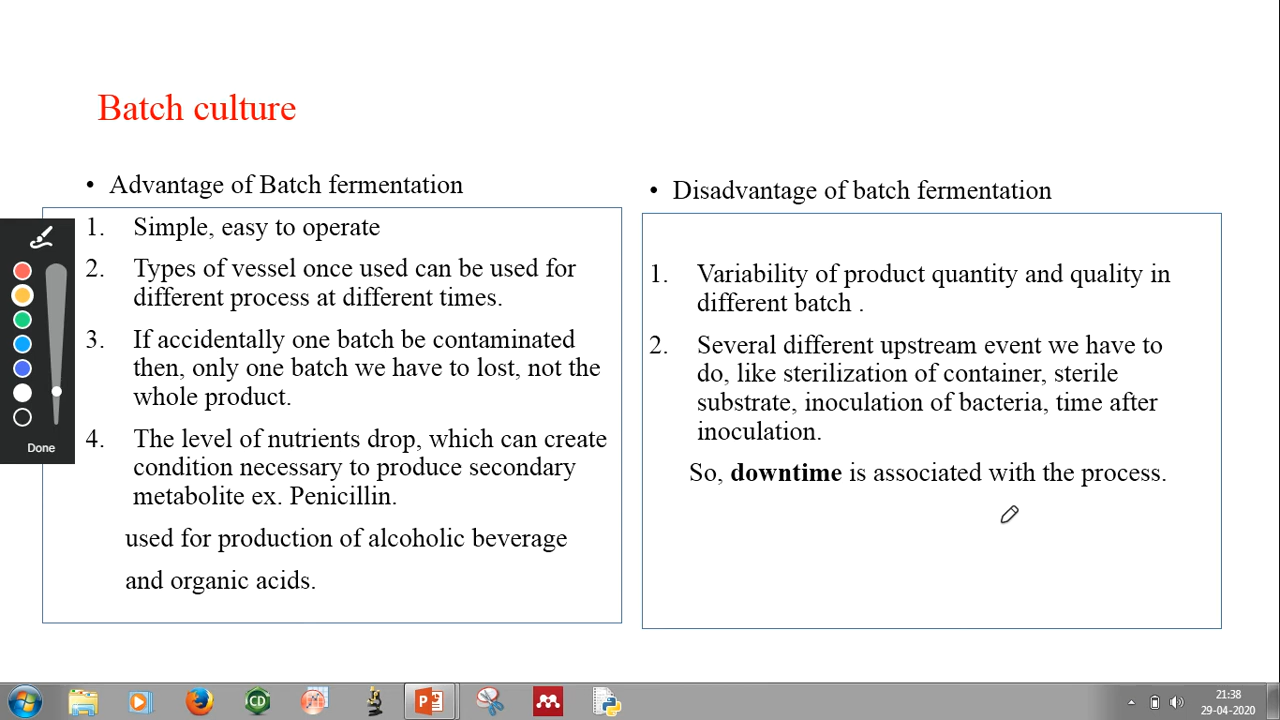 Batch culture
• Advantage of Batch fermentation
1. Simple, easy to operate
2. Types of vessel once used can be used for
different process at different times.
3. If accidentally one batch be contaminated
then, only one batch we have to lost, not the
whole product.
4. The level of nutrients drop, which can create
condition necessary to produce secondary
metabolite ex. Penicillin.
used for production of alcoholic beverage
and organic acids.
• Disadvantage of batch fermentation
1. Variability of product quantity and quality in
different batch .
2. Several different upstream event we have to
do, like sterilization of container, sterile
substrate, inoculation of bacteria, time after
inoculation.
So, downtime is associated with the process.
Done
CD
21:38
29-04-2020